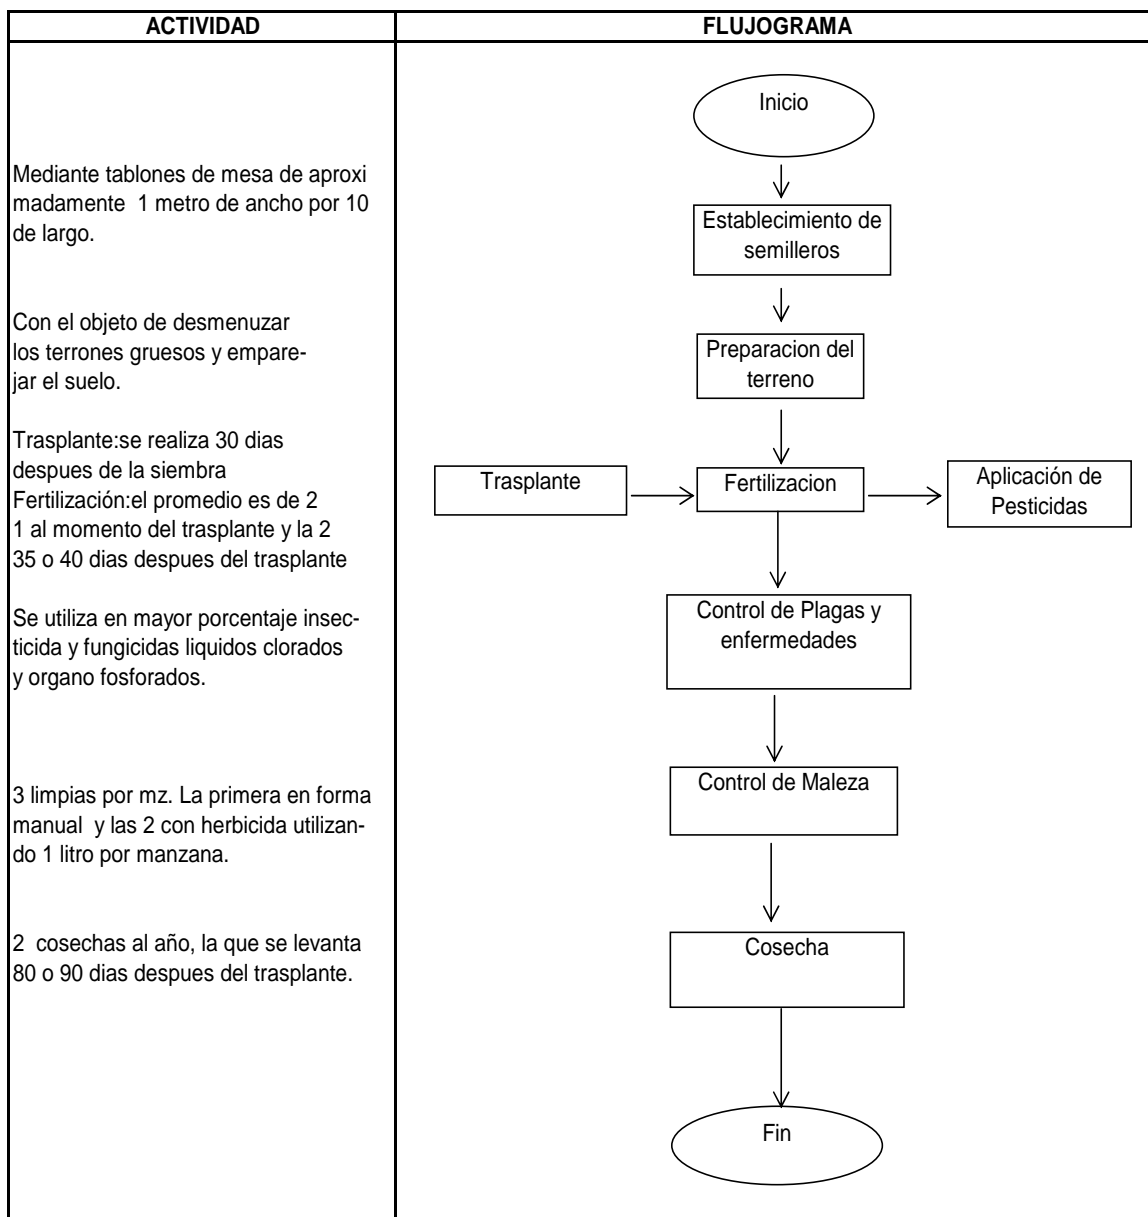 ACTIVIDAD
FLUJOGRAMA
Inicio
Mediante tablones de mesa de aproxi
madamente  1 metro de ancho por 10
de largo.
Establecimiento de
semilleros
Con el objeto de desmenuzar
los terrones gruesos y empare-
jar el suelo.
Preparacion del
terreno
Trasplante:se realiza 30 dias
despues de la siembra
Fertilización:el promedio es de 2
1 al momento del trasplante y la 2
35 o 40 dias despues del trasplante
Trasplante
Fertilizacion
Aplicación de
Pesticidas
Se utiliza en mayor porcentaje insec-
ticida y fungicidas liquidos clorados
y organo fosforados.
Control de Plagas y
enfermedades
3 limpias por mz. La primera en forma
manual  y las 2 con herbicida utilizan-
do 1 litro por manzana.
Control de Maleza
2  cosechas al año, la que se levanta
80 o 90 dias despues del trasplante.
Cosecha
Fin